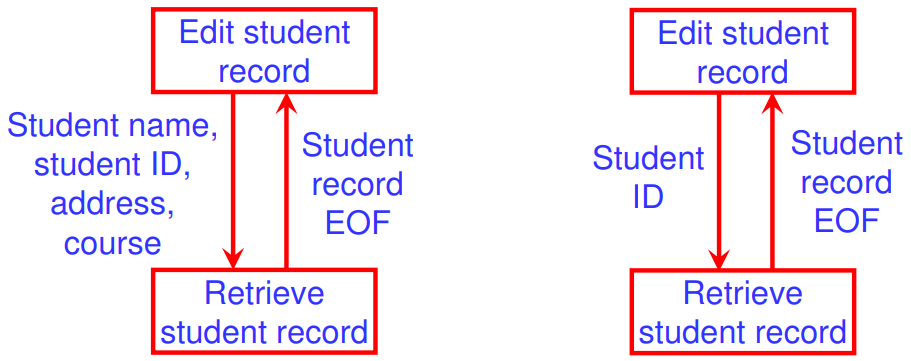 Edit student
record
Student name,
student ID,
address,
course
Student
record
EOF
Retrieve
student record
Edit student
record
Student
ID
Student
record
EOF
Retrieve
student record